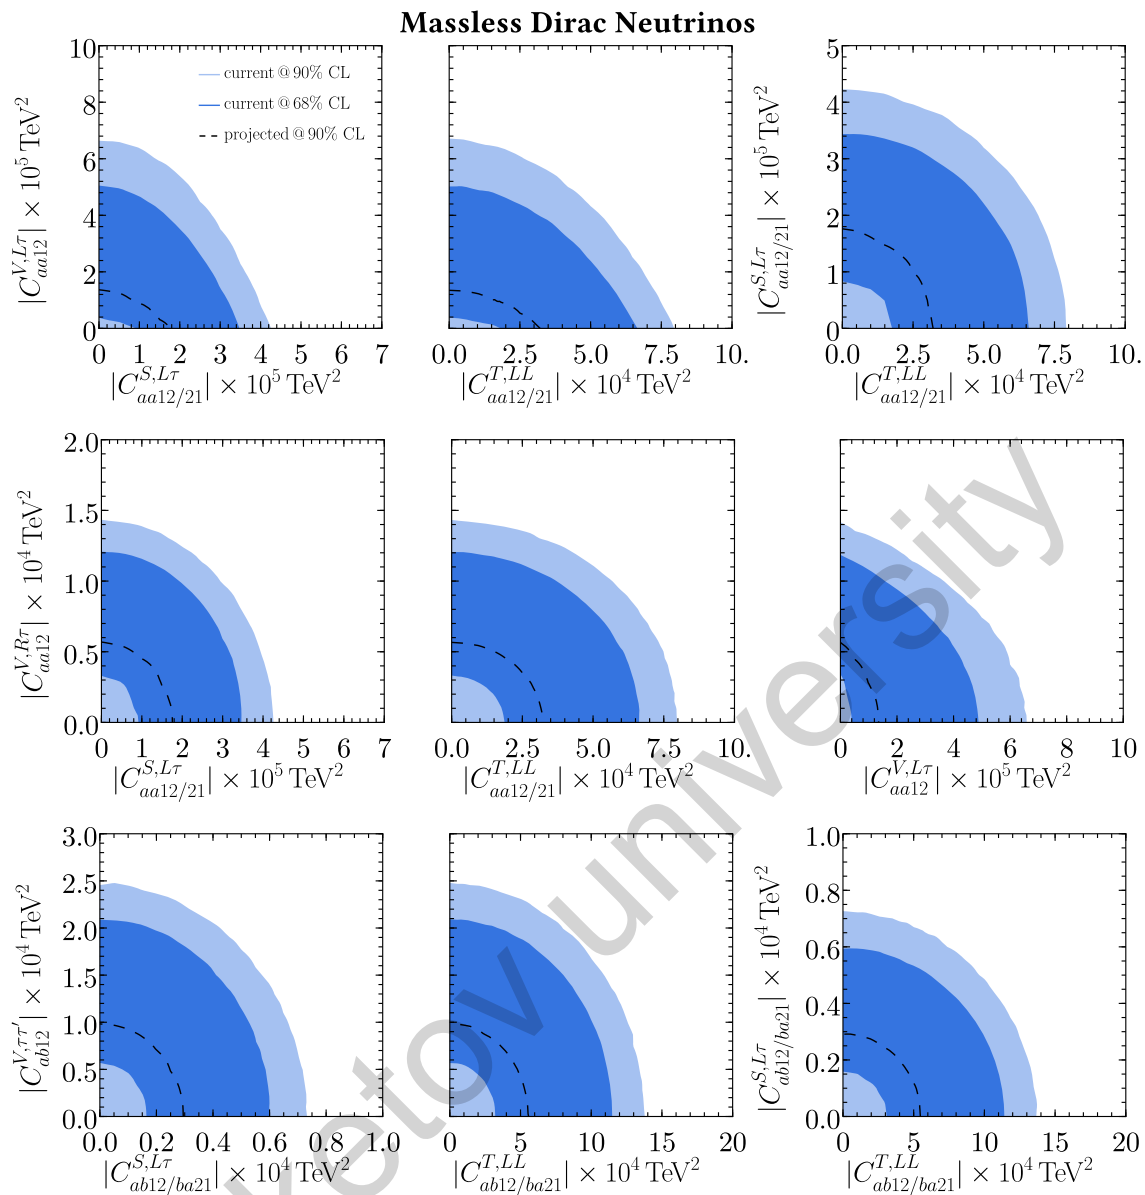 Massless Dirac Neutrinos
current @ 90% CL
current @ 68% CL
projected @ 90% CL
10
8
6
4
2
0
|C^{V,Lτ}_{aa12}| × 10^5 TeV^2
0 1 2 3 4 5 6 7
|C^{S,Lτ}_{aa12/21}| × 10^5 TeV^2
0.0 2.5 5.0 7.5 10.
|C^{T,LL}_{aa12/21}| × 10^4 TeV^2
5
4
3
2
1
0
|C^{S,Lτ}_{aa12/21}| × 10^5 TeV^2
0.0 2.5 5.0 7.5 10.
|C^{T,LL}_{aa12/21}| × 10^4 TeV^2
2.0
1.5
1.0
0.5
0.0
|C^{V,Rτ}_{aa12}| × 10^4 TeV^2
0 1 2 3 4 5 6 7
|C^{S,Lτ}_{aa12/21}| × 10^5 TeV^2
0.0 2.5 5.0 7.5 10.
|C^{T,LL}_{aa12/21}| × 10^4 TeV^2
0 2 4 6 8 10
|C^{V,Lτ}_{aa12}| × 10^5 TeV^2
3.0
2.5
2.0
1.5
1.0
0.5
0.0
|C^{V,ττ′}_{ab12}| × 10^4 TeV^2
0.0 0.2 0.4 0.6 0.8 1.0
|C^{S,Lτ}_{ab12/ba21}| × 10^4 TeV^2
0 5 10 15 20
|C^{T,LL}_{ab12/ba21}| × 10^4 TeV^2
1.0
0.8
0.6
0.4
0.2
0.0
|C^{S,Lτ}_{ab12/ba21}| × 10^4 TeV^2
0 5 10 15 20
|C^{T,LL}_{ab12/ba21}| × 10^4 TeV^2
ketov university